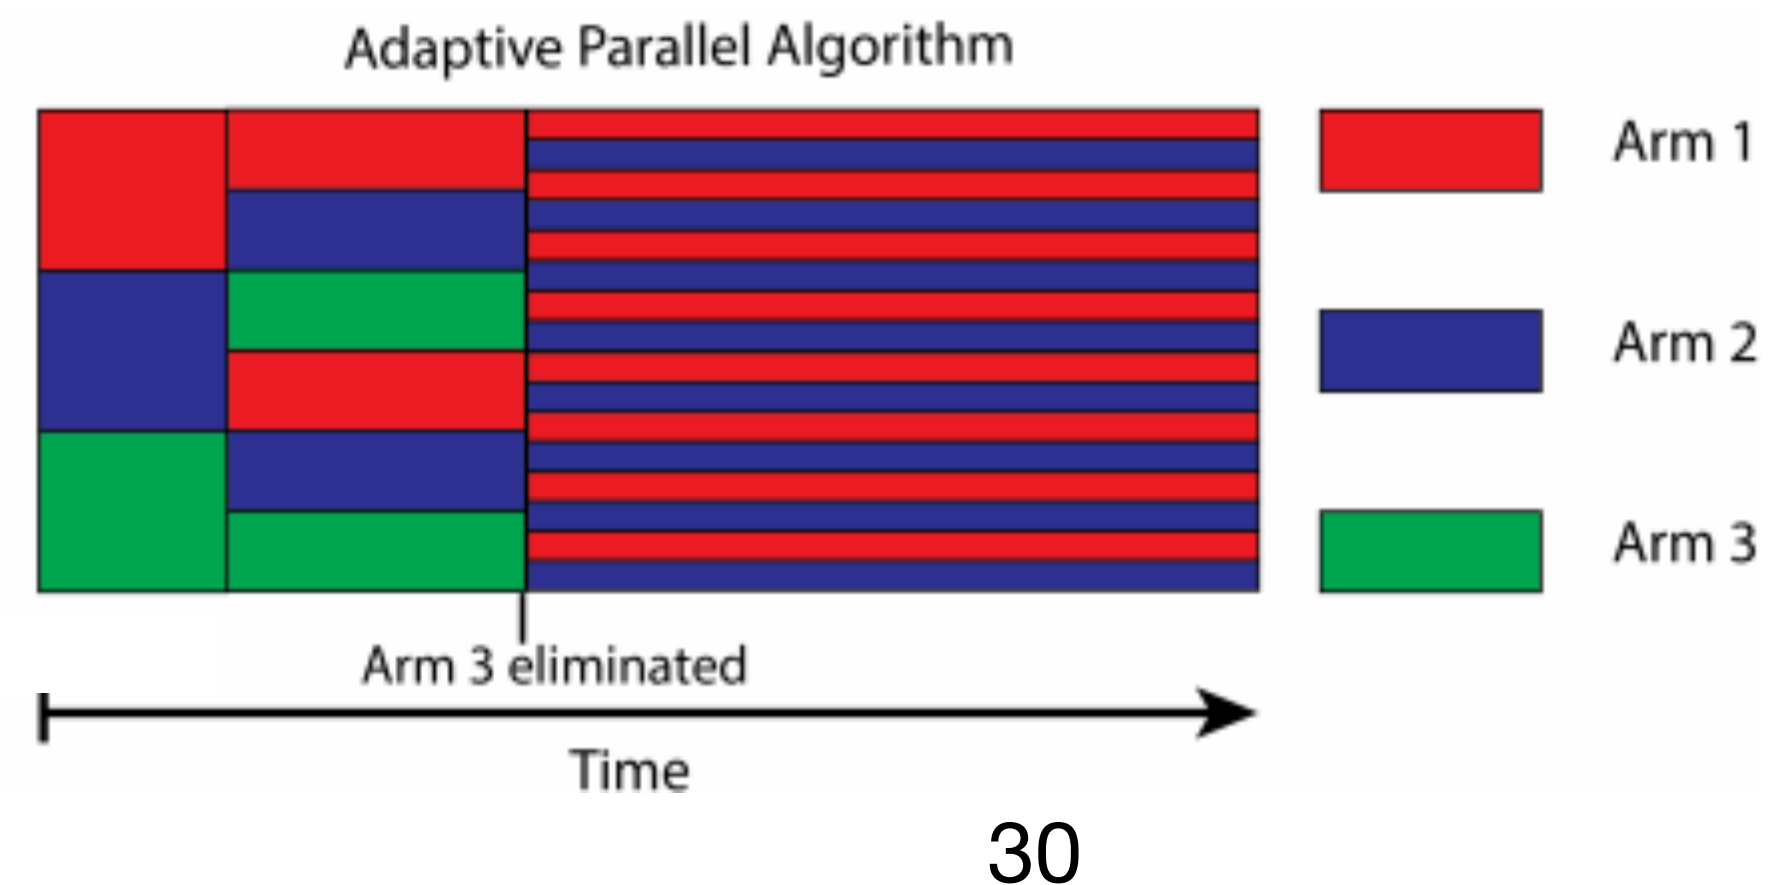 Adaptive Parallel Algorithm
Arm 1
Arm 2
Arm 3
Arm 3 eliminated
Time
30